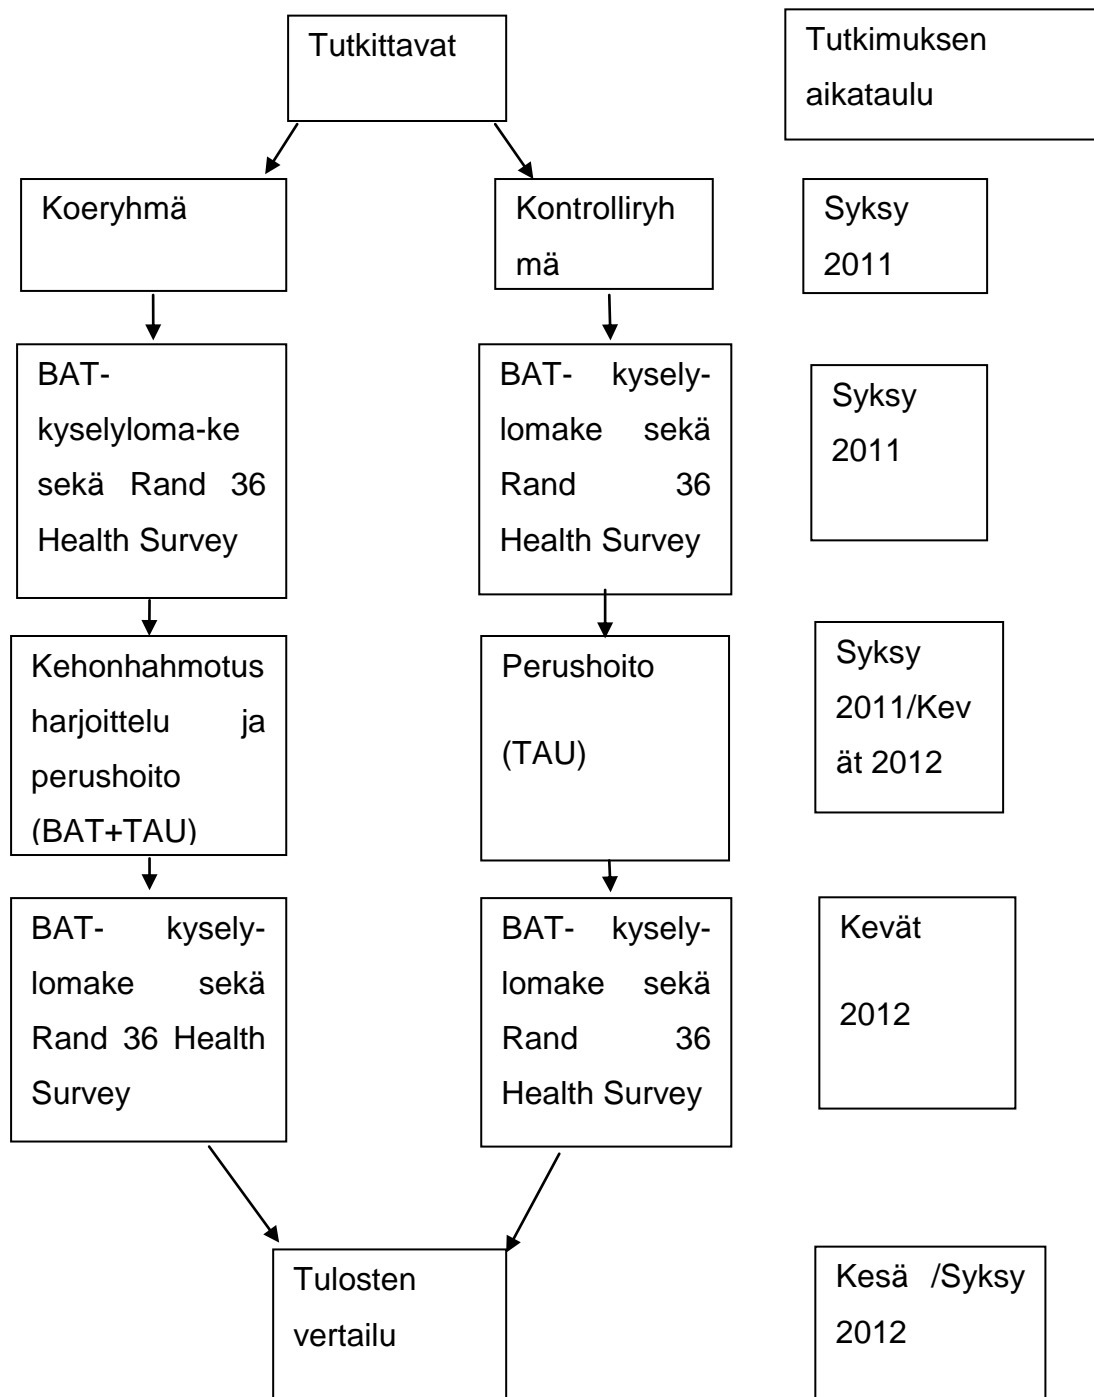 Tutkittavat
Tutkimuksen
aikataulu
Koeryhmä
Kontrolliryh
mä
Syksy
2011
BAT-
kyselyloma-ke
sekä Rand 36
Health Survey
BAT- kysely-
lomake sekä
Rand 36
Health Survey
Syksy
2011
Kehonhahmotus
harjoittelu ja
perushoito
(BAT+TAU)
Perushoito
(TAU)
Syksy
2011/Kev
ät 2012
BAT- kysely-
lomake sekä
Rand 36 Health
Survey
BAT- kysely-
lomake sekä
Rand 36
Health Survey
Kevät
2012
Tulosten
vertailu
Kesä /Syksy
2012